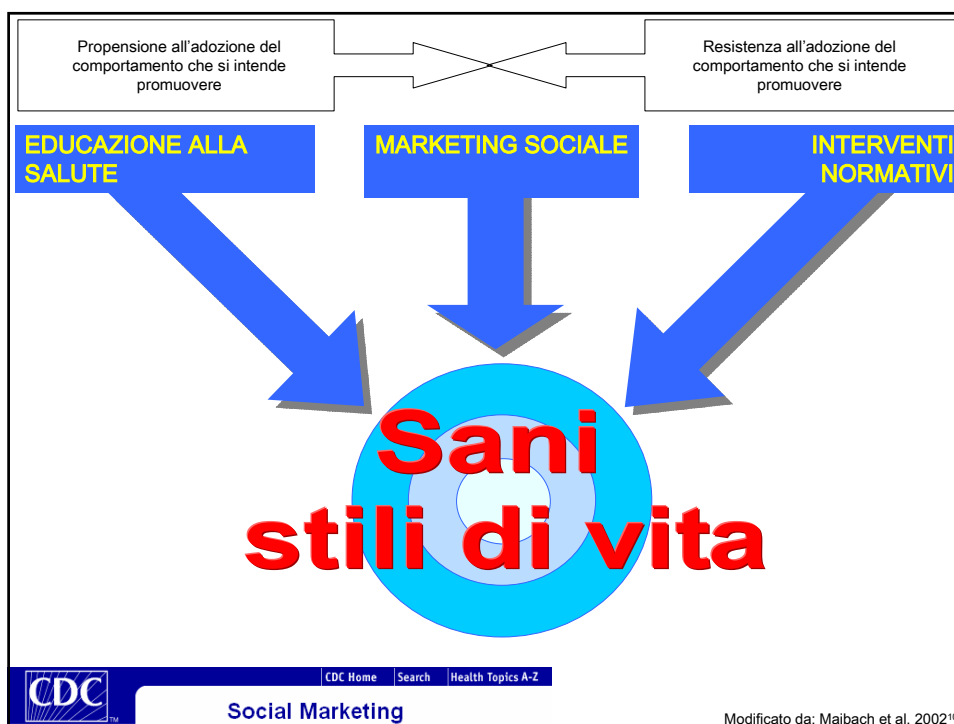 Propensione all'adozione del
comportamento che si intende
promuovere
Resistenza all'adozione del
comportamento che si intende
promuovere
EDUCAZIONE ALLA
SALUTE
MARKETING SOCIALE
INTERVENTI
NORMATIVI
Sani
stili di vita
CDC
TM
CDC Home Search Health Topics A-Z
Social Marketing
Modificato da: Maibach et al. 2002¹⁰